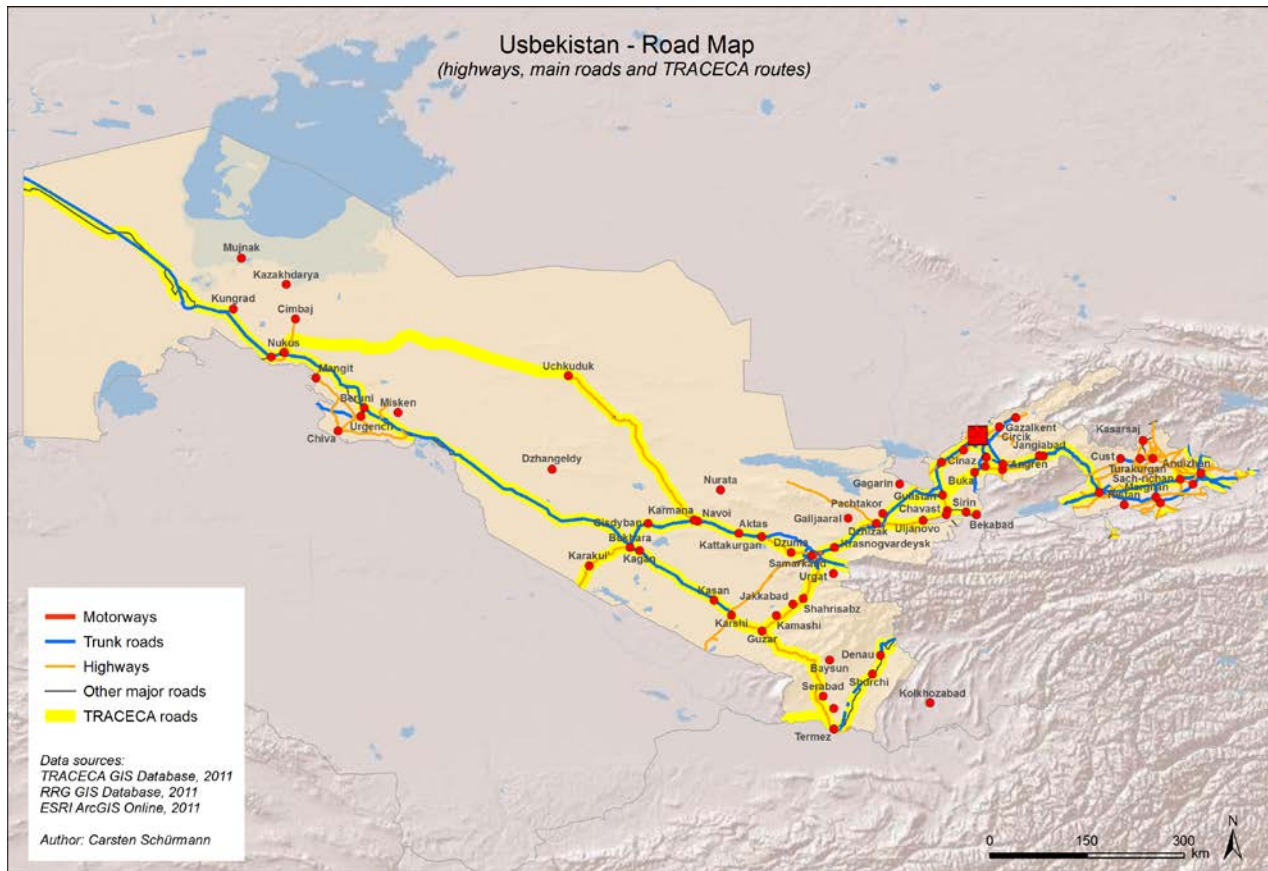 Usbekistan - Road Map
(highways, main roads and TRACECA routes)
Mujnak
Kazakhdarya
Kungrad
Cimbaj
Nukus
Uchkuduk
Mangit
Beruni
Misken
Urgench
Chiva
Dzhangeldy
Nurata
Gagarin
Kasarsaj
Gazalkent
Circik
Jangiabad
Cinaz
Angren
Cust
Turakurgan
Andizhan
Buka
Margilan
Gulistan
Pachtakor
Chavast
Sirin
Galljaaral
Dzhizak
Uljanovo
Bekabad
Karmana
Navoi
Gisdyban
Aktas
Bukhara
Kattakurgan
Dzuma
Krasnogvardeysk
Kagan
Samarkand
Karakul'
Urgat
Kasan
Jakkabad
Shahrisabz
Karshi
Kamashi
Guzar
Denau
Baysun
Shurchi
Serabad
Kolkhozabad
Termez
Motorways
Trunk roads
Highways
Other major roads
TRACECA roads
Data sources:
TRACECA GIS Database, 2011
RRG GIS Database, 2011
ESRI ArcGIS Online, 2011
Author: Carsten Schürmann
N
0 150 300
km